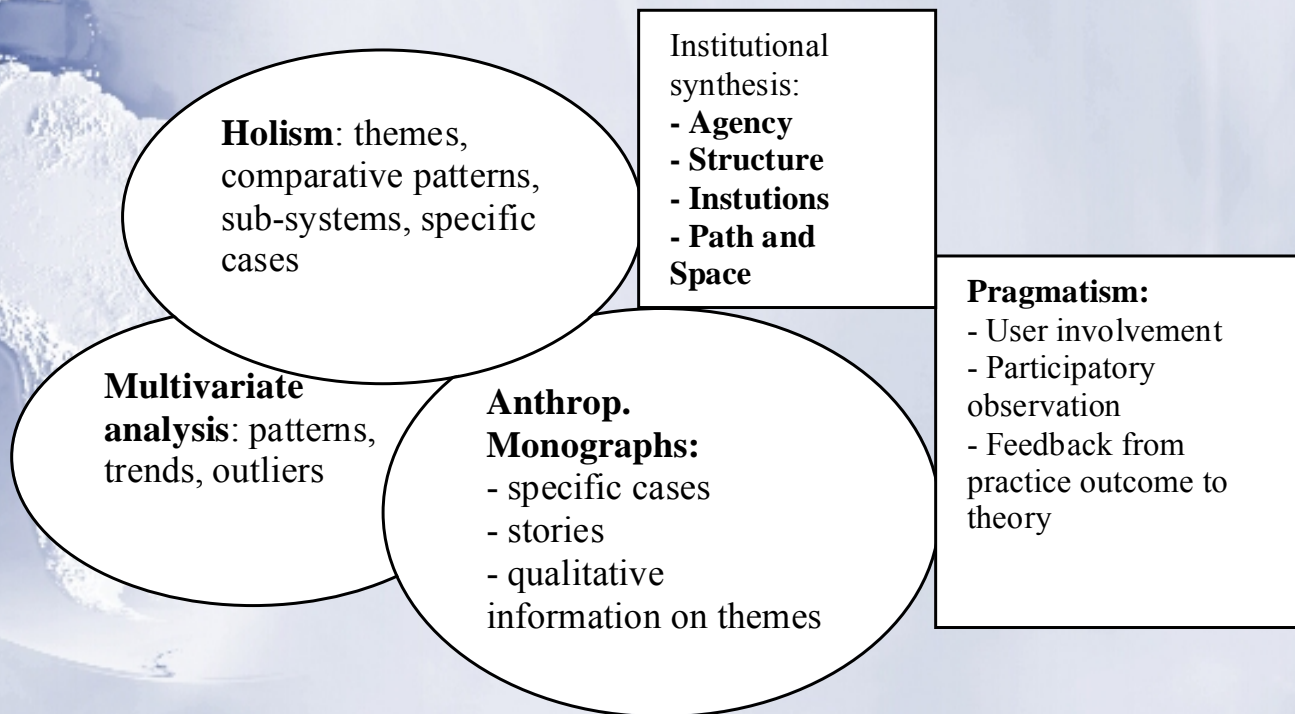 Holism: themes,
comparative patterns,
sub-systems, specific
cases
Institutional
synthesis:
- Agency
- Structure
- Instutions
- Path and
Space
Multivariate
analysis: patterns,
trends, outliers
Anthrop.
Monographs:
- specific cases
- stories
- qualitative
information on themes
Pragmatism:
- User involvement
- Participatory
observation
- Feedback from
practice outcome to
theory